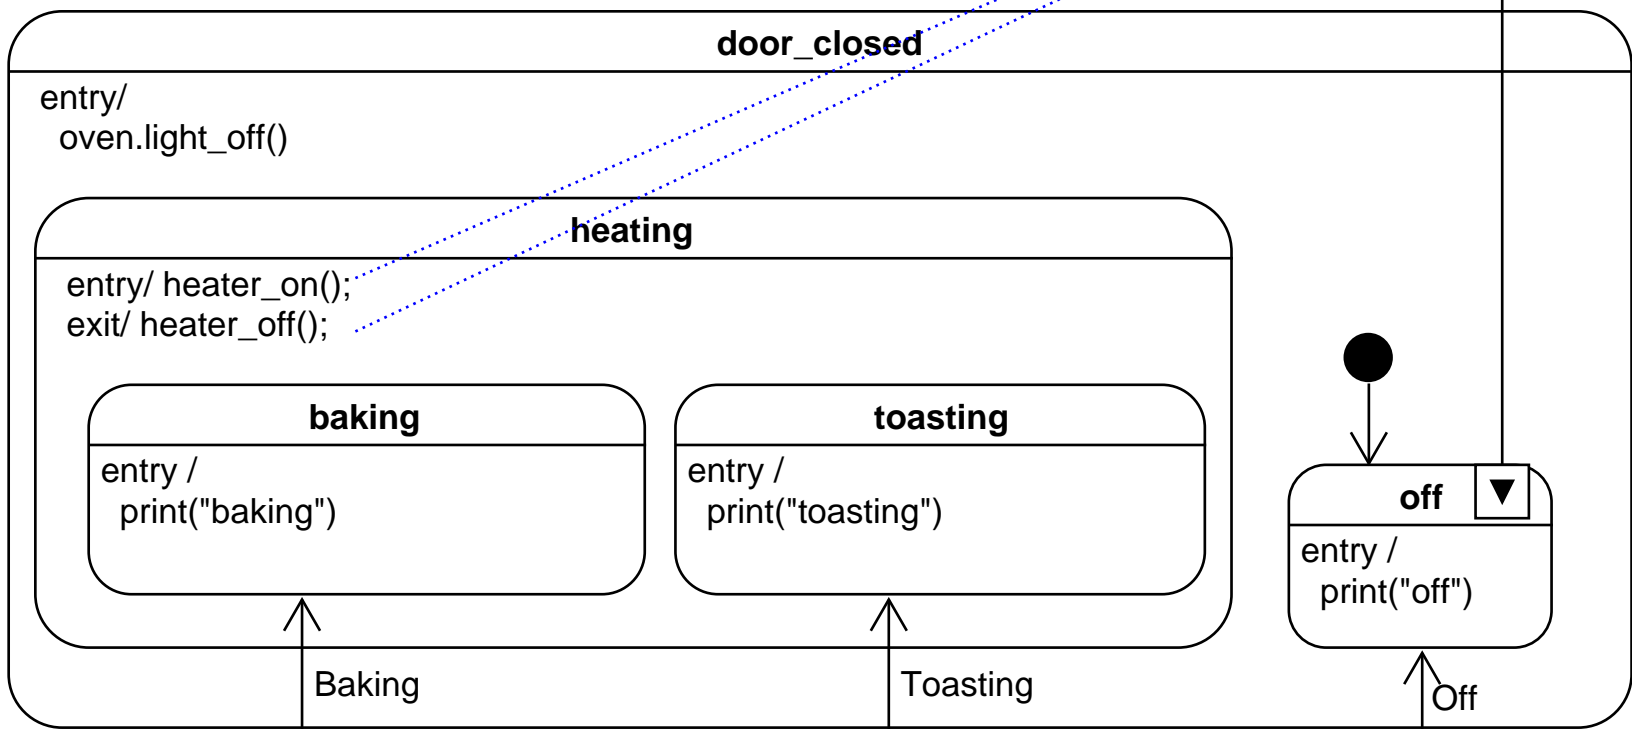 door_closed
entry/
oven.light_off()
heating
entry/ heater_on();
exit/ heater_off();
baking
entry /
print("baking")
toasting
entry /
print("toasting")
off
entry /
print("off")
Baking
Toasting
Off